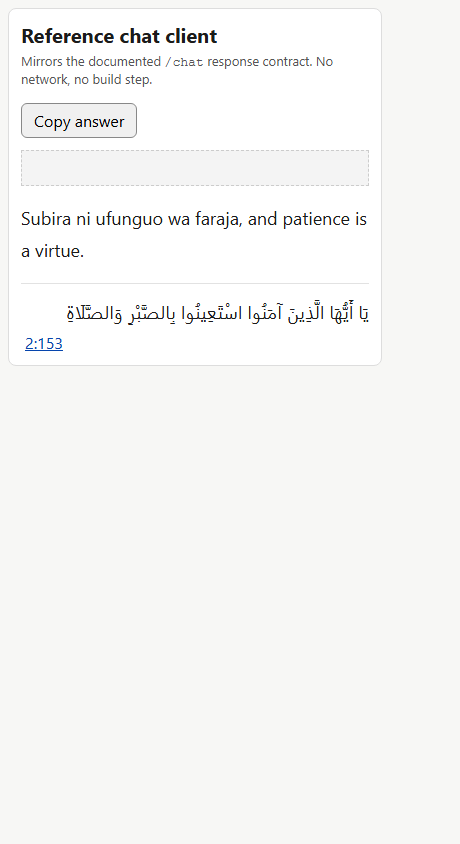 Reference chat client
Mirrors the documented /chat response contract. No
network, no build step.
Copy answer
Subira ni ufunguo wa faraja, and patience is
a virtue.
يَا أَيُّهَا الَّذِينَ آمَنُوا اسْتَعِينُوا بِالصَّبْرِ وَالصَّلَاةِ
2:153